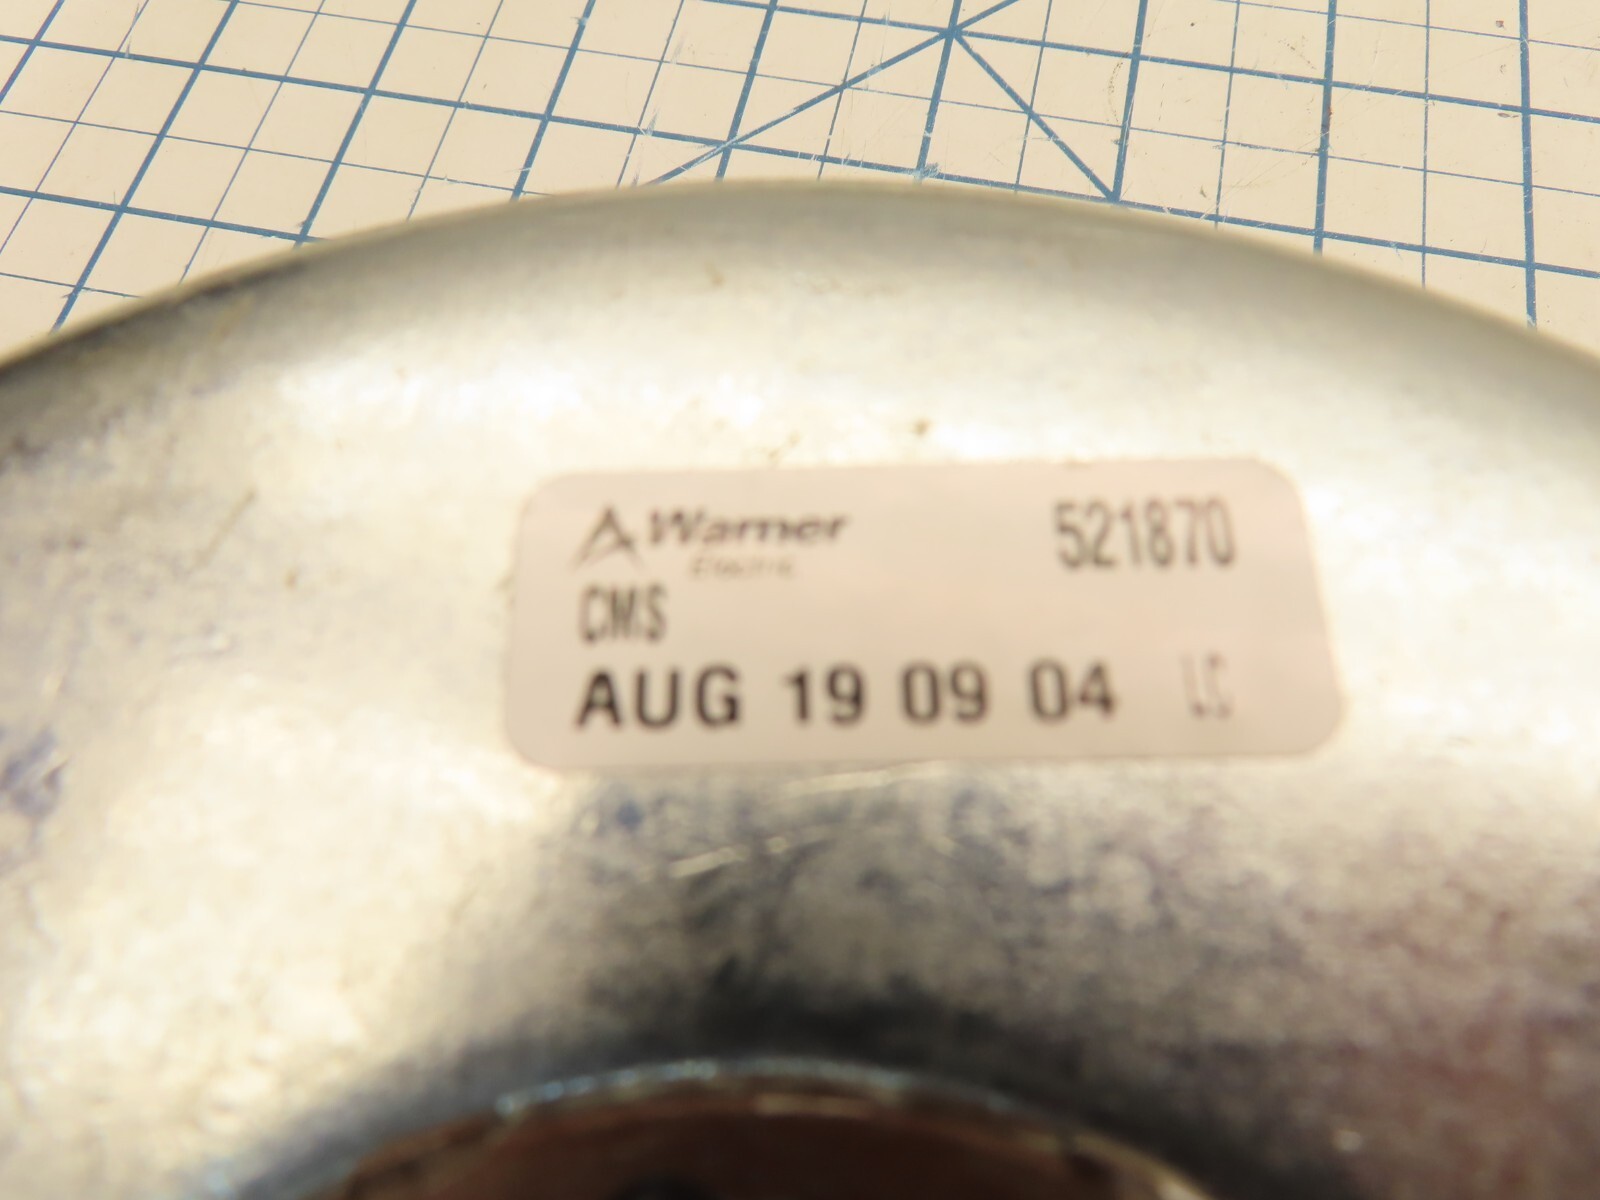 Warner 521870
Electric
CMS
AUG 19 09 04 LC